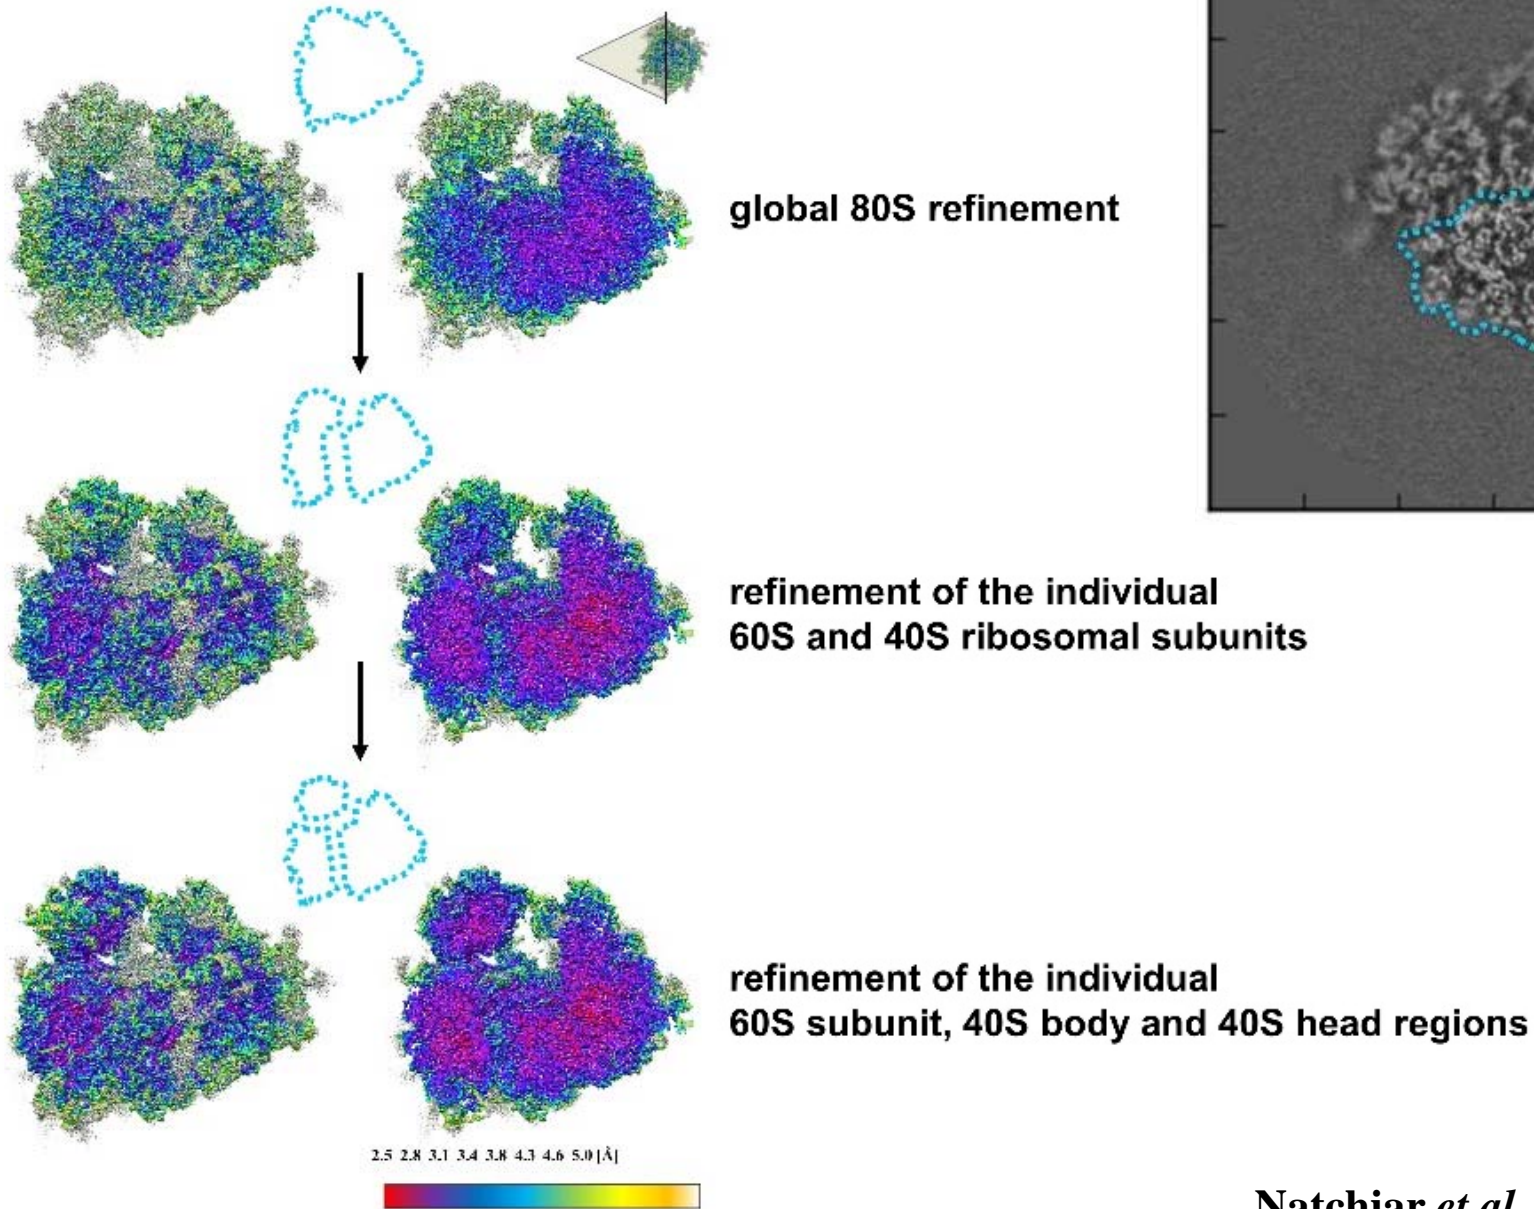 global 80S refinement
refinement of the individual
60S and 40S ribosomal subunits
refinement of the individual
60S subunit, 40S body and 40S head regions
2.5 2.8 3.1 3.4 3.8 4.3 4.6 5.0 [Å]
Natchiar et al